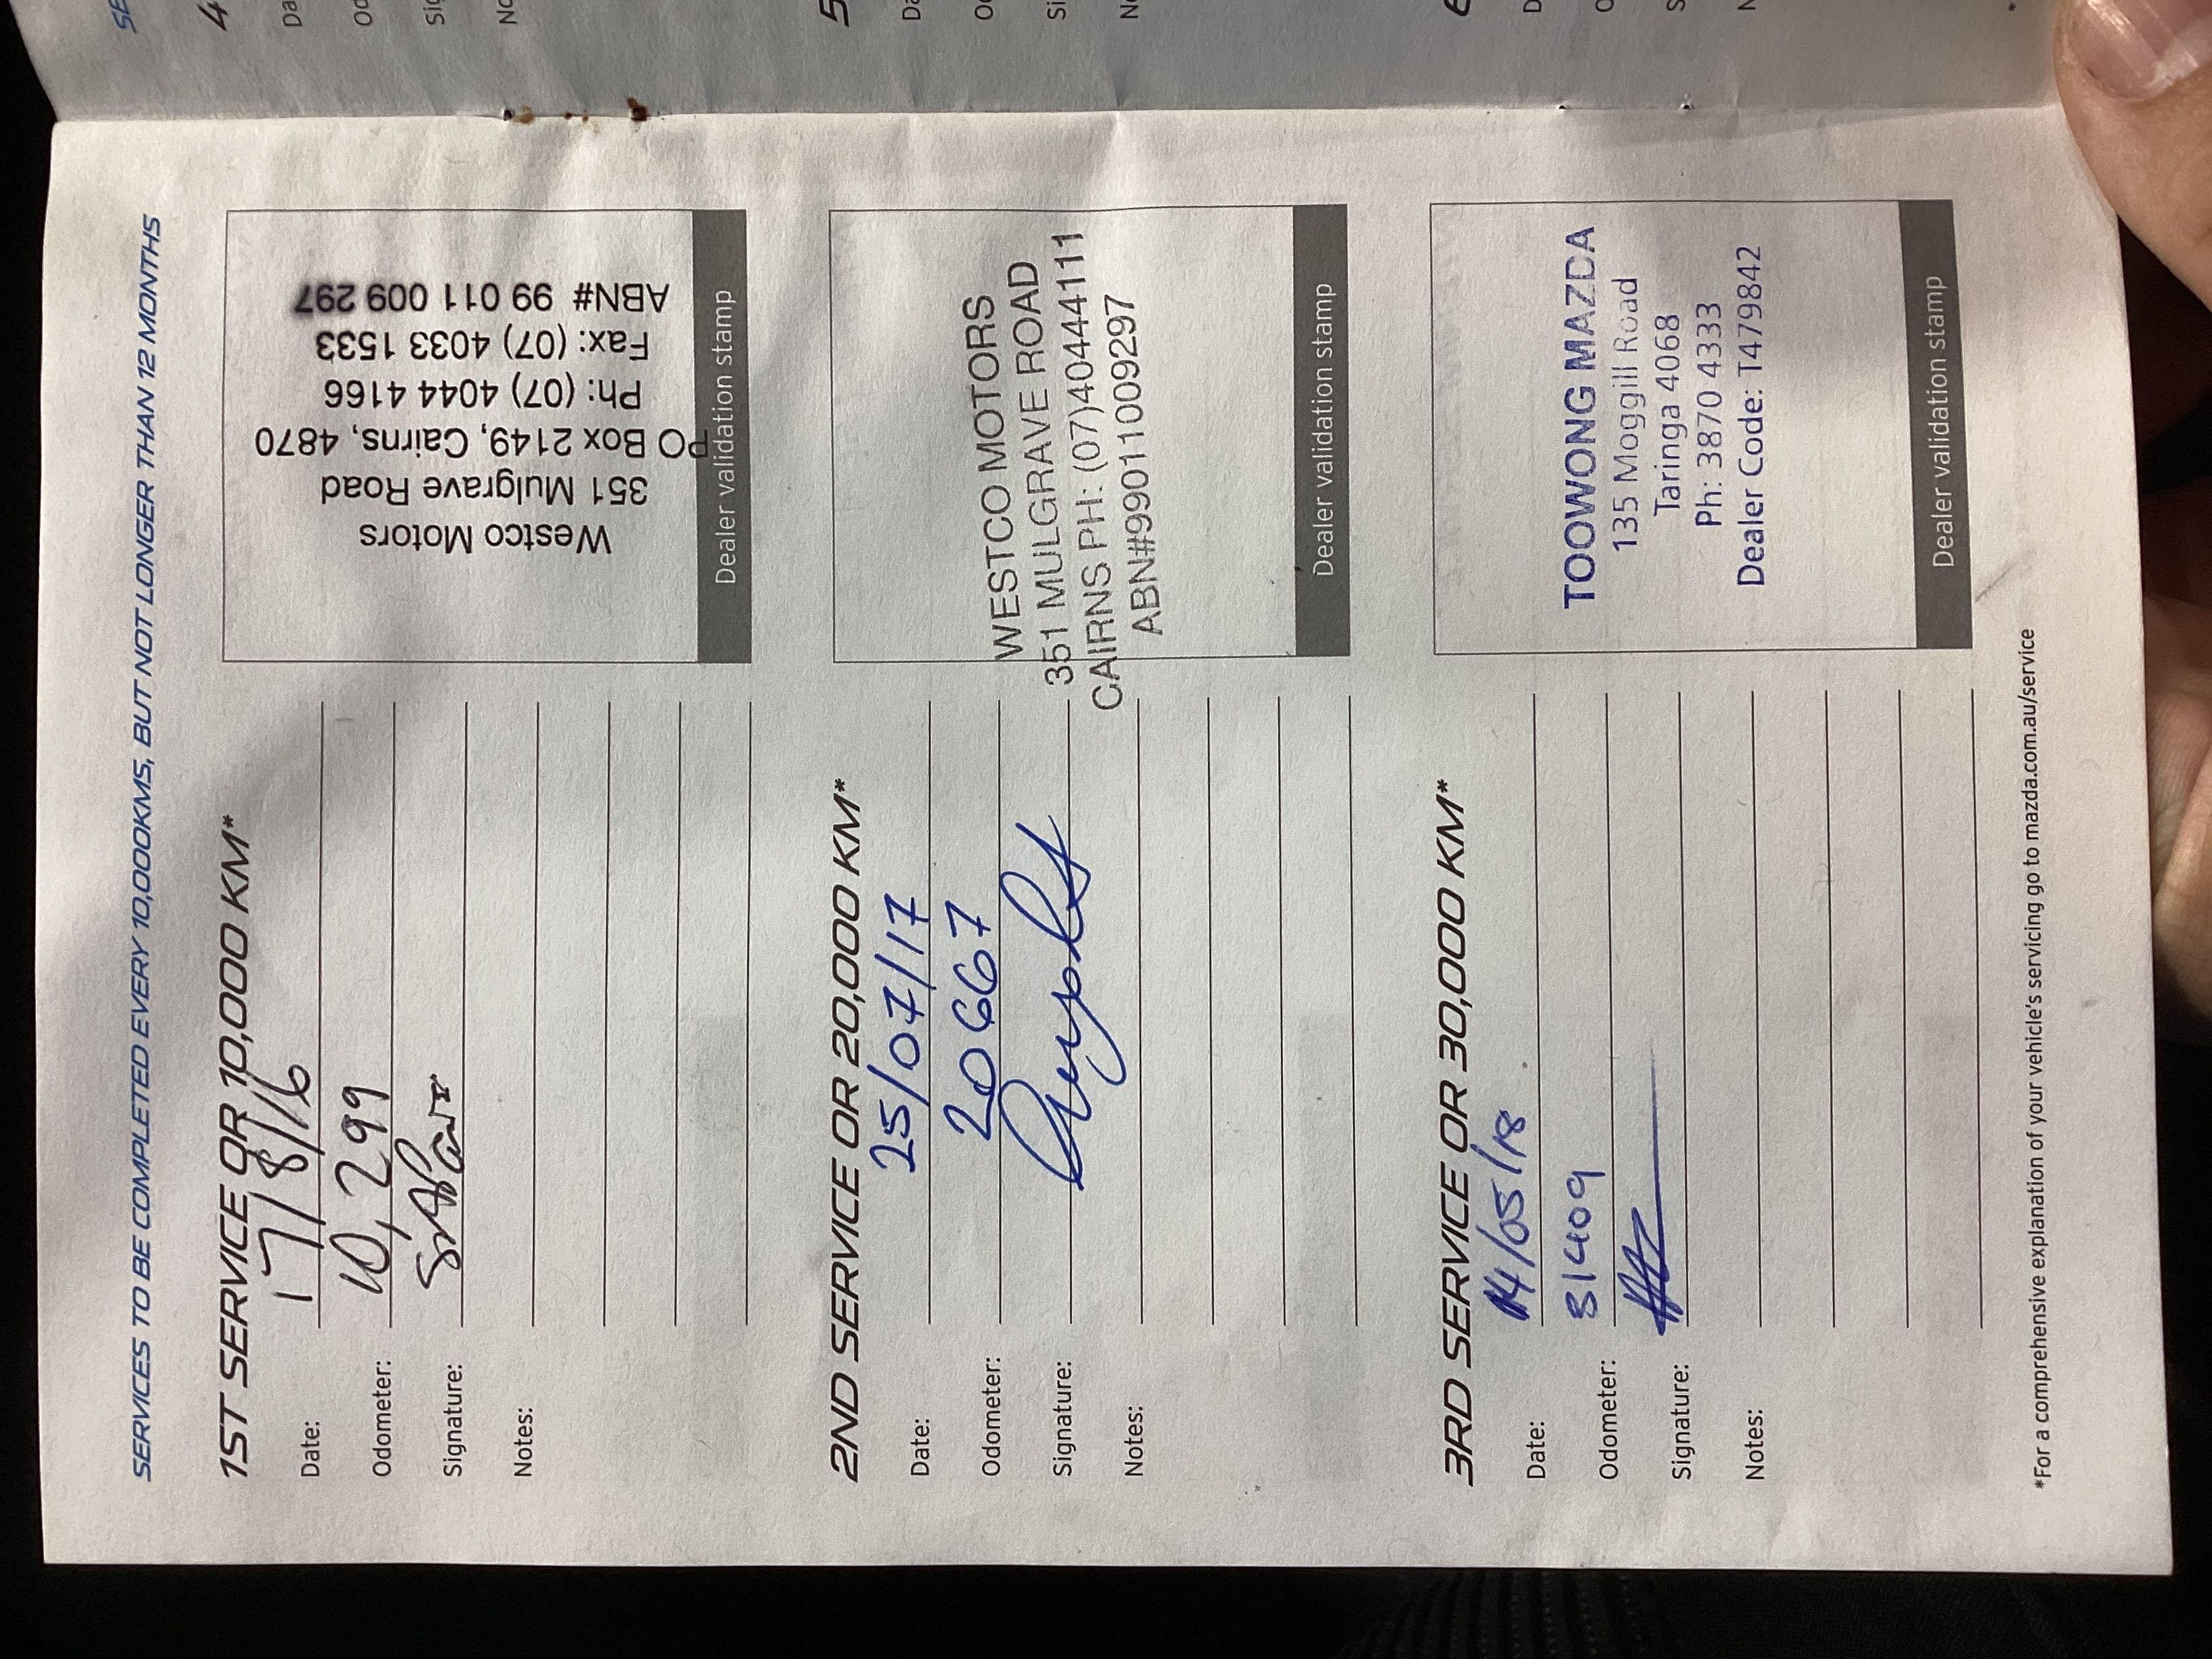 SERVICES TO BE COMPLETED EVERY 10,000KMS, BUT NOT LONGER THAN 12 MONTHS
1ST SERVICE OR 10,000 KM*
Date: 17/8/16
Odometer: 10,299
Signature:
Notes:
Westco Motors
351 Mulgrave Road
PO Box 2149, Cairns, 4870
Ph: (07) 4044 4166
Fax: (07) 4033 1533
ABN# 99 011 009 297
Dealer validation stamp
2ND SERVICE OR 20,000 KM*
Date: 25/07/17
Odometer: 20667
Signature:
Notes:
WESTCO MOTORS
351 MULGRAVE ROAD
CAIRNS PH: (07)40444111
ABN#99011009297
Dealer validation stamp
3RD SERVICE OR 30,000 KM*
Date: 14/05/18
Odometer: 31409
Signature:
Notes:
TOOWONG MAZDA
135 Moggill Road
Taringa 4068
Ph: 3870 4333
Dealer Code: T479842
Dealer validation stamp
*For a comprehensive explanation of your vehicle's servicing go to mazda.com.au/service